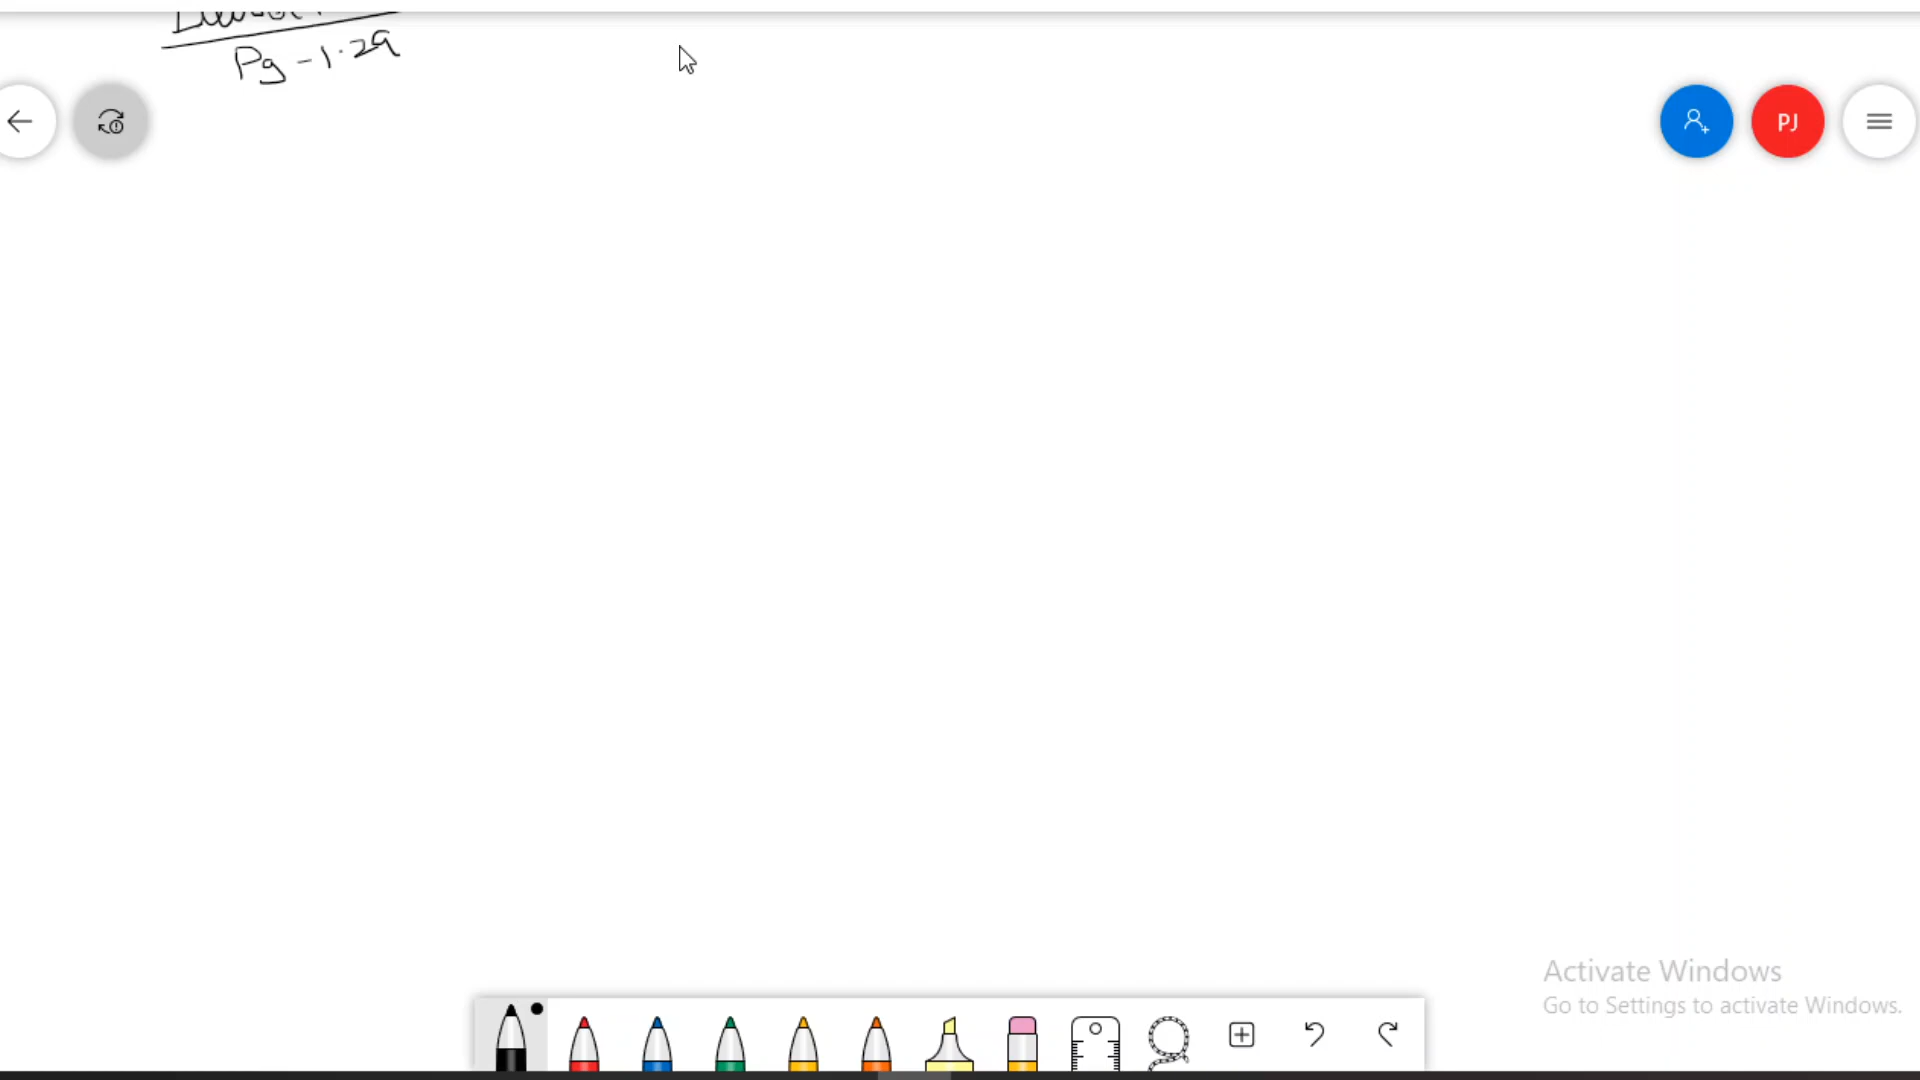 Pg - 1.29
PJ
Activate Windows
Go to Settings to activate Windows.